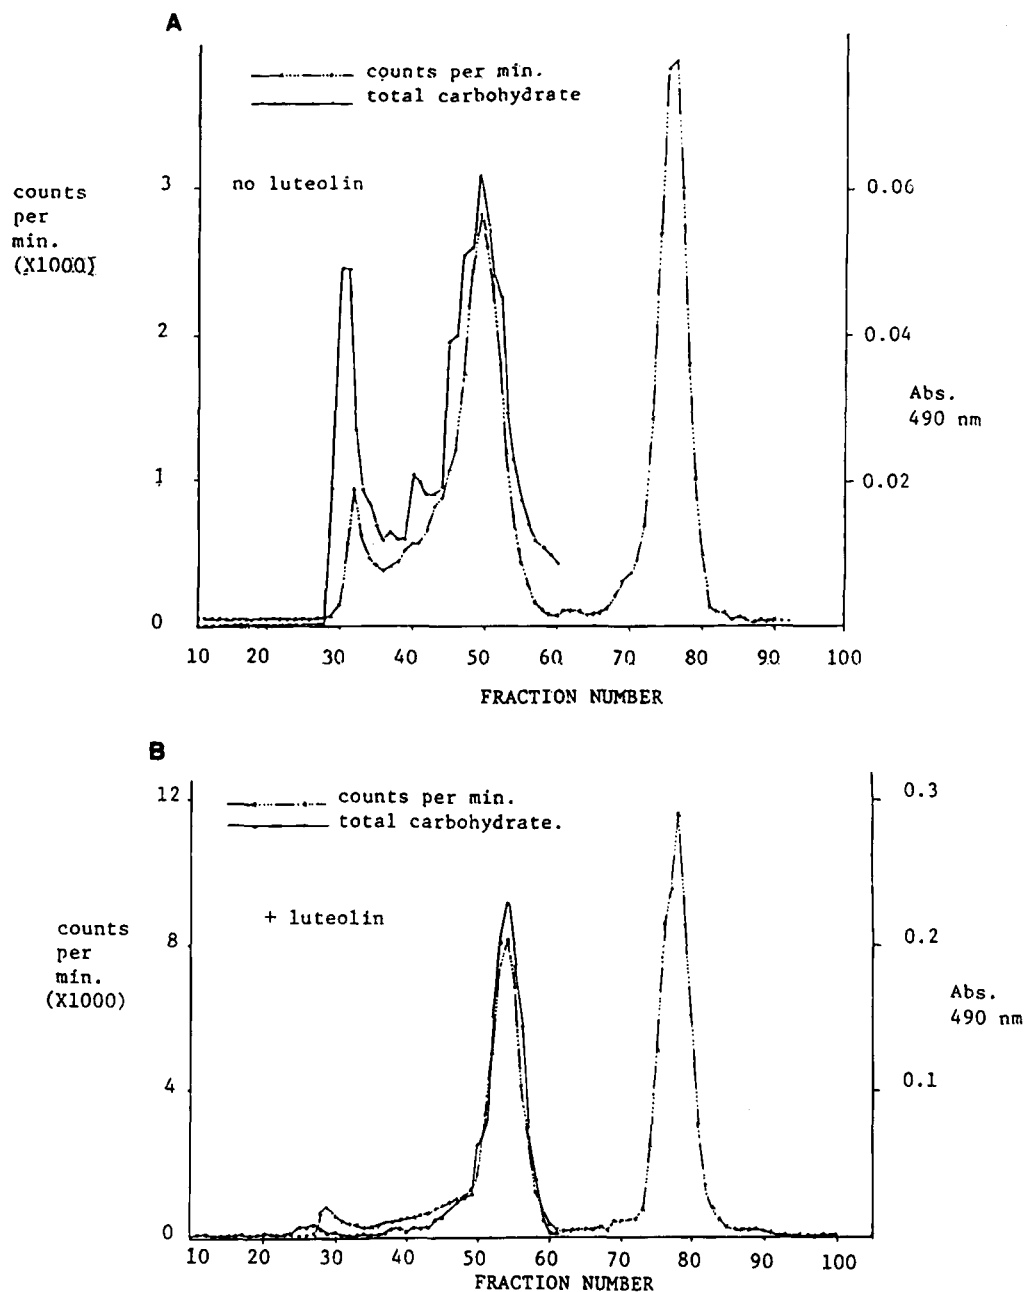 A
counts per min.
total carbohydrate
no luteolin
counts
per
min.
(X1000)
3
2
1
0
0.06
0.04
0.02
Abs.
490 nm
10 20 30 40 50 60 70 80 90 100
FRACTION NUMBER
B
counts per min.
total carbohydrate.
+ luteolin
counts
per
min.
(X1000)
12
8
4
0
0.3
0.2
0.1
Abs.
490 nm
10 20 30 40 50 60 70 80 90 100
FRACTION NUMBER